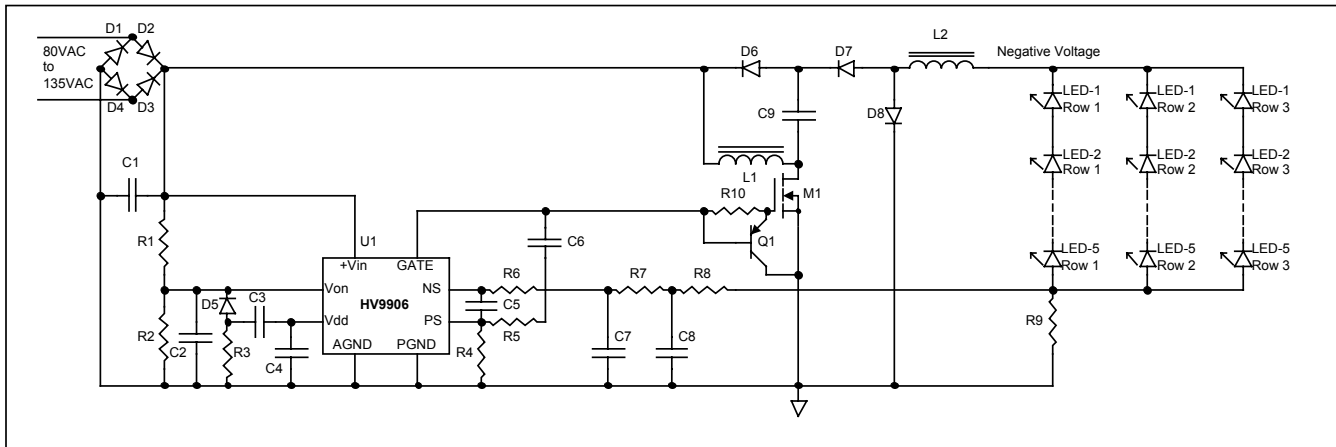 D1 D2
80VAC
to
135VAC
D4 D3
D6 D7
L2
Negative Voltage
C9
D8
L1
M1
R10
Q1
LED-1
Row 1
LED-1
Row 2
LED-1
Row 3
LED-2
Row 1
LED-2
Row 2
LED-2
Row 3
LED-5
Row 1
LED-5
Row 2
LED-5
Row 3
C1
R1
U1
+Vin GATE
C6
Von NS
HV9906
Vdd PS
AGND PGND
R6 R7 R8
D5 C3
C5
R5
R2
C2
R3
C4
R4
C7 C8
R9